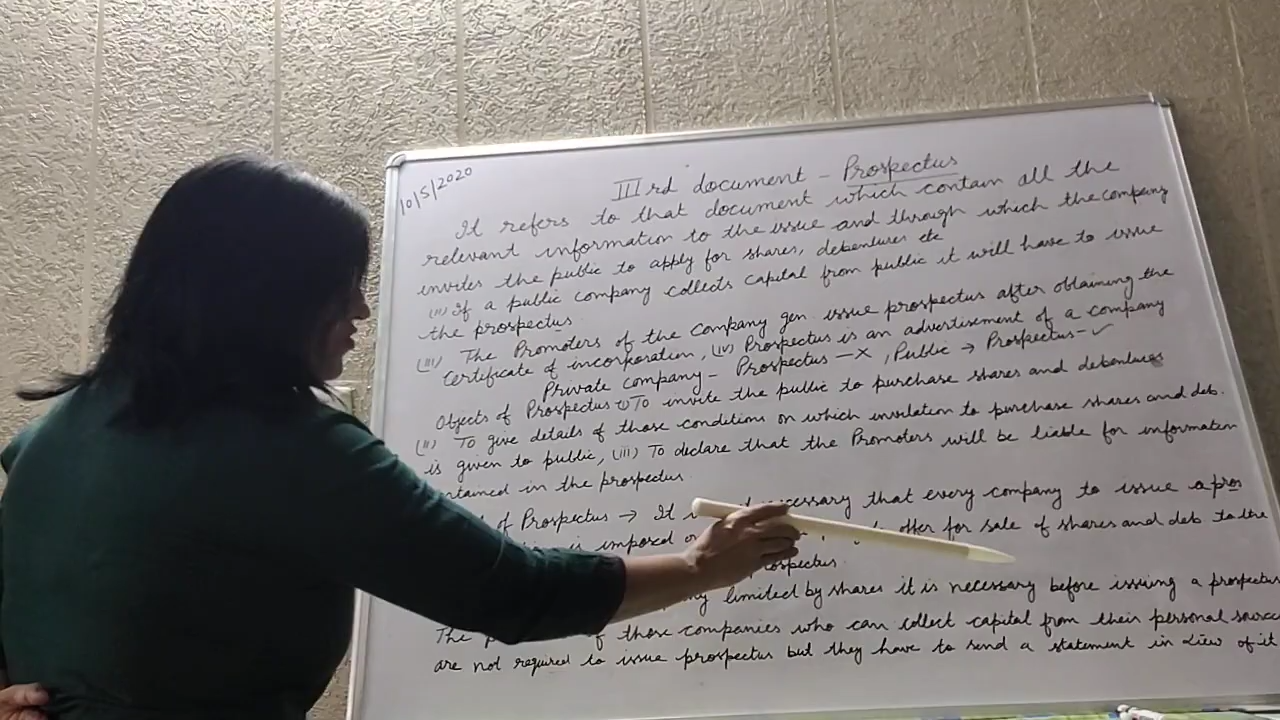 10/5/2020
IIIrd document - Prospectus
It refers to that document which contain all the
relevant information to the issue and through which the company
invites the public to apply for shares, debentures etc
(ii) If a public company collects capital from public it will have to issue
the prospectus
(iii) The Promoters of the company gen. issue prospectus after obtaining the
Certificate of incorporation, (iv) Prospectus is an advertisement of a company
Private company - Prospectus - X, Public → Prospectus - ✓
Objects of Prospectus (i) To invite the public to purchase shares and debentures
(ii) To give details of those conditions on which invitation to purchase shares and deb.
is given to public, (iii) To declare that the Promoters will be liable for information
tained in the prospectus
of Prospectus → It necessary that every company to issue a pros
is imposed offer for sale of shares and deb to the
rospectus
limited by shares it is necessary before issuing a prospectus
The of those companies who can collect capital from their personal source
are not required to issue prospectus but they have to send a statement in Liew of it